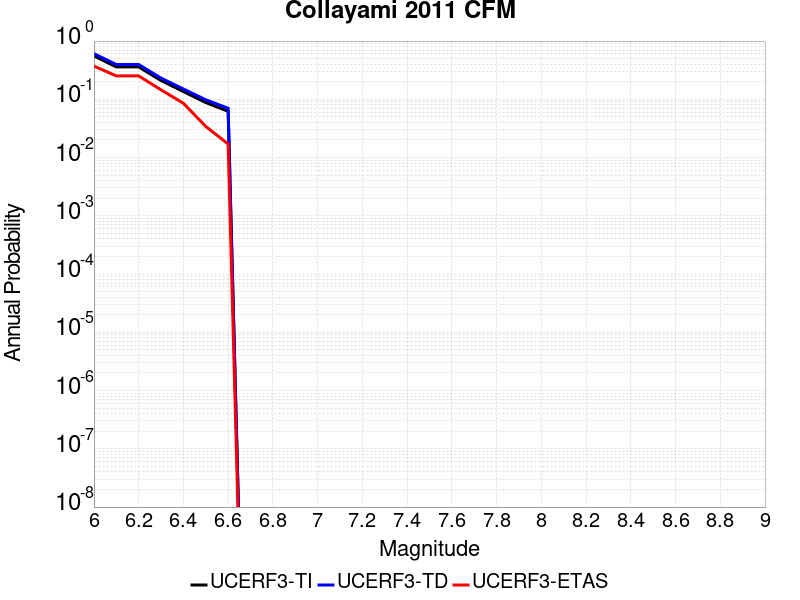 Collayami 2011 CFM
10^0
10^-1
10^-2
10^-3
10^-4
10^-5
10^-6
10^-7
10^-8
Annual Probability
6 6.2 6.4 6.6 6.8 7 7.2 7.4 7.6 7.8 8 8.2 8.4 8.6 8.8 9
Magnitude
UCERF3-TI UCERF3-TD UCERF3-ETAS